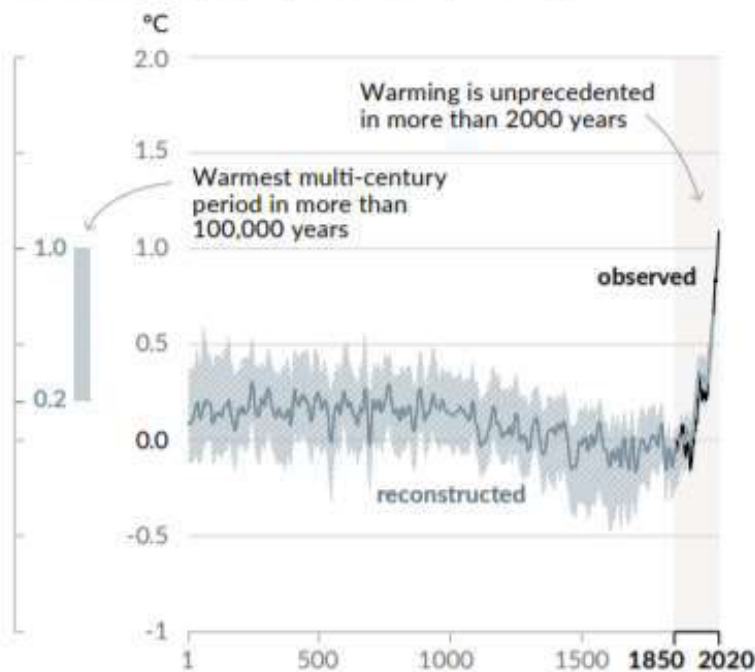 °C
2.0
Warming is unprecedented
in more than 2000 years
1.5
Warmest multi-century
period in more than
100,000 years
1.0
1.0
observed
0.5
0.2
0.0
reconstructed
-0.5
-1
1 500 1000 1500 1850 2020